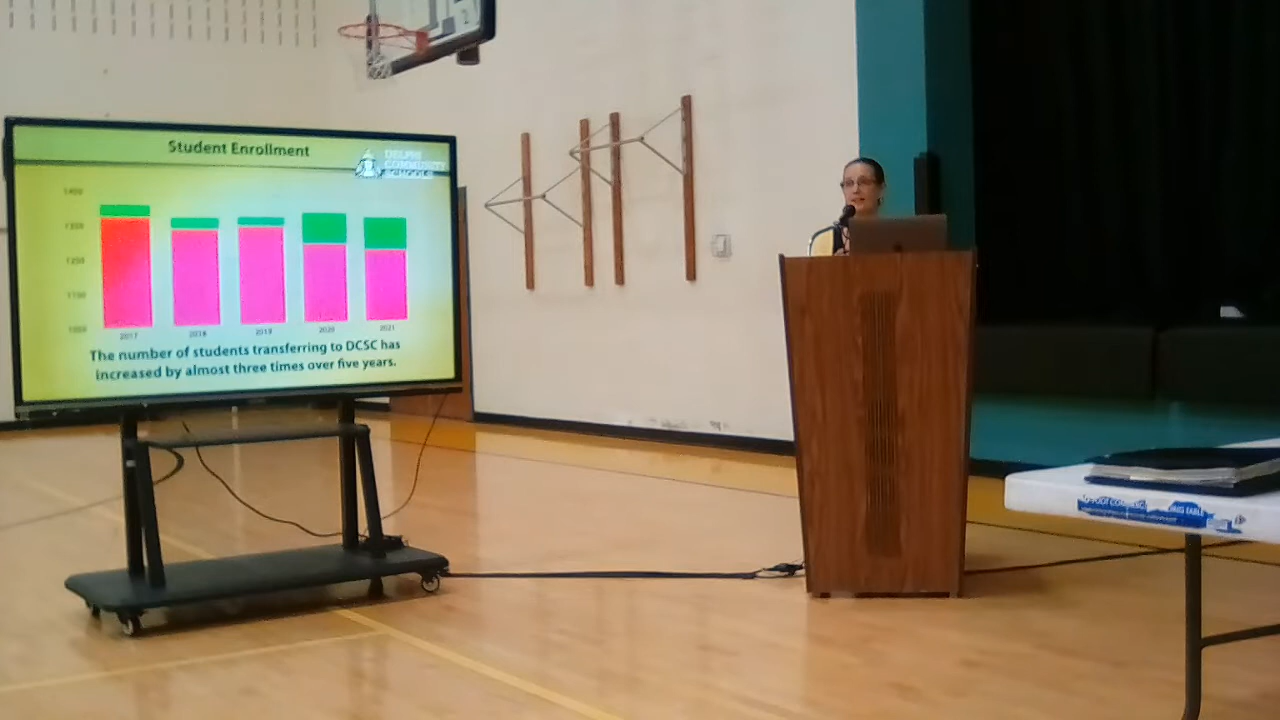 Student Enrollment
DELPHI
COMMUNITY
SCHOOLS
1400
1300
1200
1100
1000
2017 2018 2019 2020 2021
The number of students transferring to DCSC has
increased by almost three times over five years.